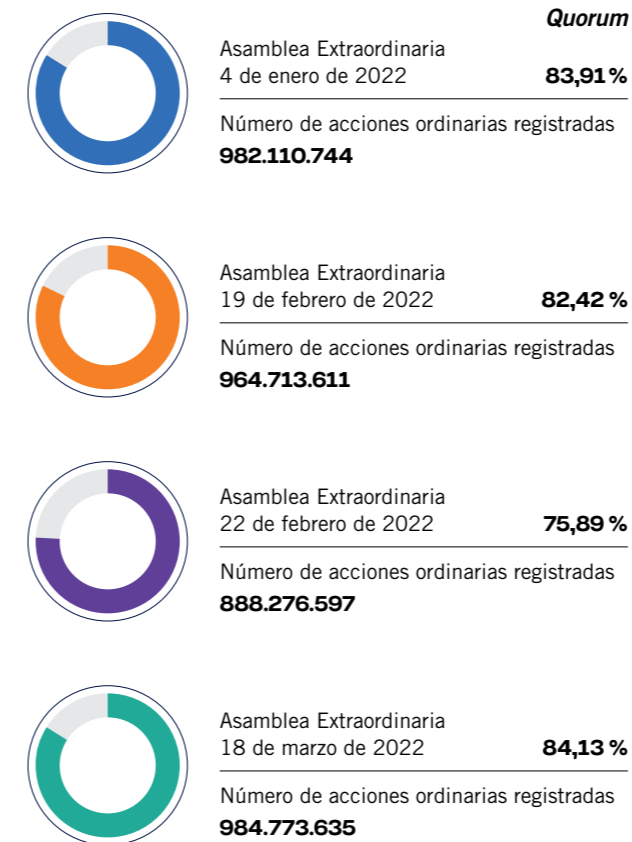 Quorum
Asamblea Extraordinaria
4 de enero de 2022 83,91 %
Número de acciones ordinarias registradas
982.110.744
Asamblea Extraordinaria
19 de febrero de 2022 82,42 %
Número de acciones ordinarias registradas
964.713.611
Asamblea Extraordinaria
22 de febrero de 2022 75,89 %
Número de acciones ordinarias registradas
888.276.597
Asamblea Extraordinaria
18 de marzo de 2022 84,13 %
Número de acciones ordinarias registradas
984.773.635